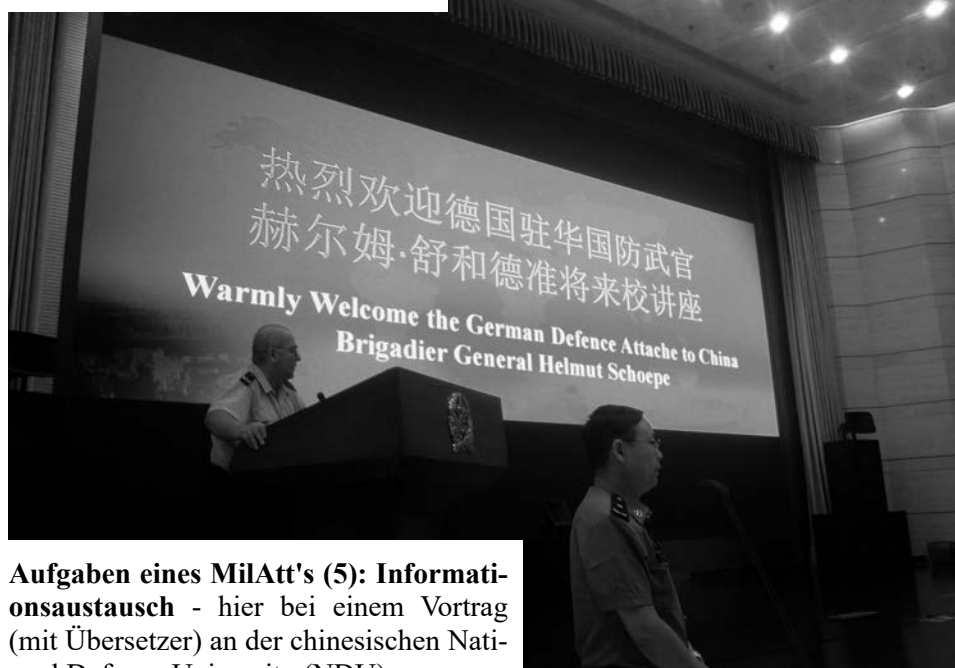 热烈欢迎德国驻华国防武官
赫尔姆·舒和德准将来校讲座
Warmly Welcome the German Defence Attache to China
Brigadier General Helmut Schoepe
Aufgaben eines MilAtt's (5): Informati-
onsaustausch - hier bei einem Vortrag
(mit Übersetzer) an der chinesischen Nati-